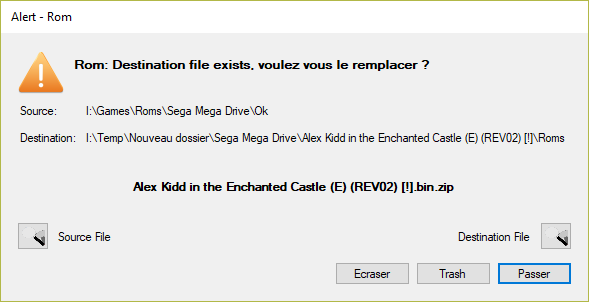 Alert - Rom
Rom: Destination file exists, voulez vous le remplacer ?
Source: I:\Games\Roms\Sega Mega Drive\Ok
Destination: I:\Temp\Nouveau dossier\Sega Mega Drive\Alex Kidd in the Enchanted Castle (E) (REV02) [!]\Roms
Alex Kidd in the Enchanted Castle (E) (REV02) [!].bin.zip
Source File Destination File
Ecraser Trash Passer